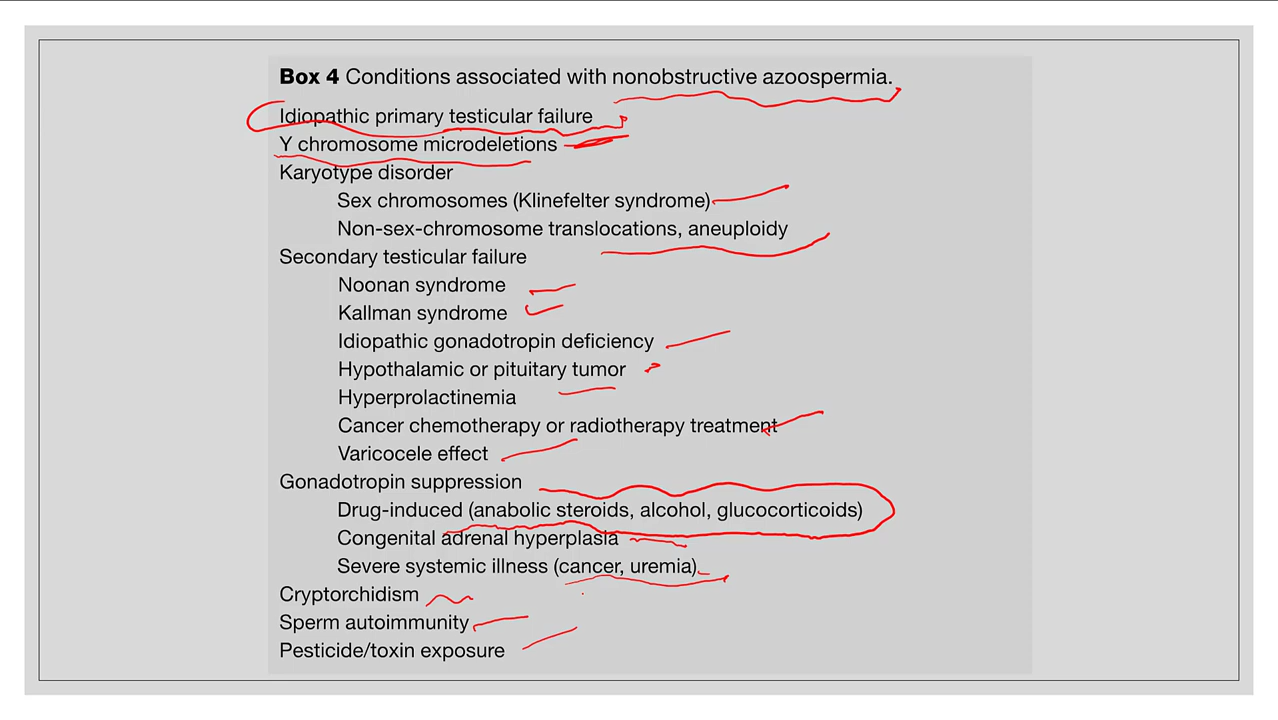 Box 4 Conditions associated with nonobstructive azoospermia.
Idiopathic primary testicular failure
Y chromosome microdeletions
Karyotype disorder
Sex chromosomes (Klinefelter syndrome)
Non-sex-chromosome translocations, aneuploidy
Secondary testicular failure
Noonan syndrome
Kallman syndrome
Idiopathic gonadotropin deficiency
Hypothalamic or pituitary tumor
Hyperprolactinemia
Cancer chemotherapy or radiotherapy treatment
Varicocele effect
Gonadotropin suppression
Drug-induced (anabolic steroids, alcohol, glucocorticoids)
Congenital adrenal hyperplasia
Severe systemic illness (cancer, uremia)
Cryptorchidism
Sperm autoimmunity
Pesticide/toxin exposure